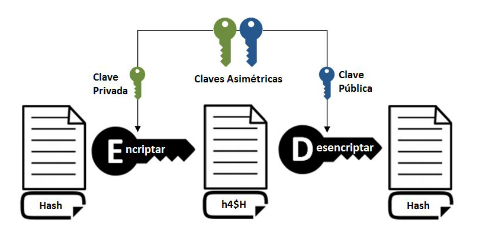 Clave
Privada
Claves Asimétricas
Clave
Pública
Encriptar
Desencriptar
Hash
h4$H
Hash